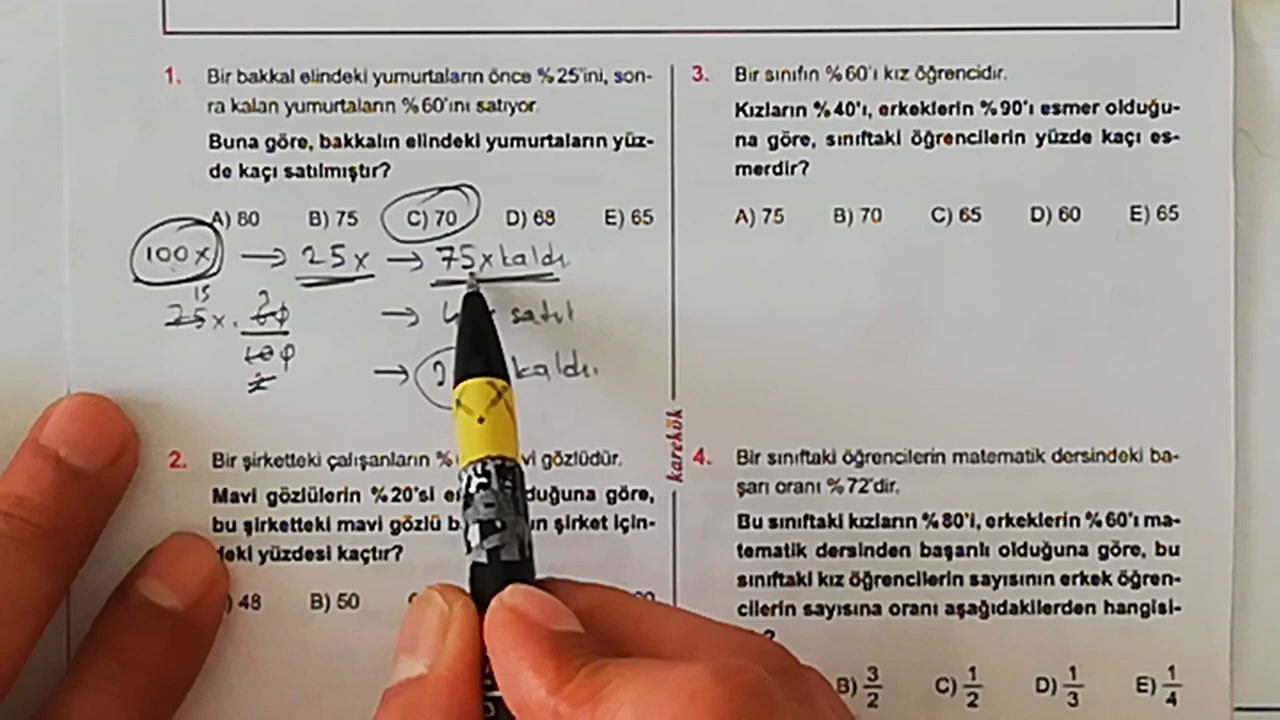 1. Bir bakkal elindeki yumurtaların önce %25'ini, son-
ra kalan yumurtaların %60'ını satıyor.
Buna göre, bakkalın elindeki yumurtaların yüz-
de kaçı satılmıştır?
A) 80 B) 75 C) 70 D) 68 E) 65
100x → 25x → 75x kaldı
15
25x . 60
100
→ satıl
→ kaldı.
2. Bir şirketteki çalışanların % gözlüdür.
Mavi gözlülerin %20'si göre,
bu şirketteki mavi gözlü şirket için-
deki yüzdesi kaçtır?
) 48 B) 50
karekök
3. Bir sınıfın %60'ı kız öğrencidir.
Kızların %40'ı, erkeklerin %90'ı esmer olduğu-
na göre, sınıftaki öğrencilerin yüzde kaçı es-
merdir?
A) 75 B) 70 C) 65 D) 60 E) 65
4. Bir sınıftaki öğrencilerin matematik dersindeki ba-
şarı oranı %72'dir.
Bu sınıftaki kızların %80'i, erkeklerin %60'ı ma-
tematik dersinden başarılı olduğuna göre, bu
sınıftaki kız öğrencilerin sayısının erkek öğren-
cilerin sayısına oranı aşağıdakilerden hangisi-
?
B) 3/2 C) 1/2 D) 1/3 E) 1/4